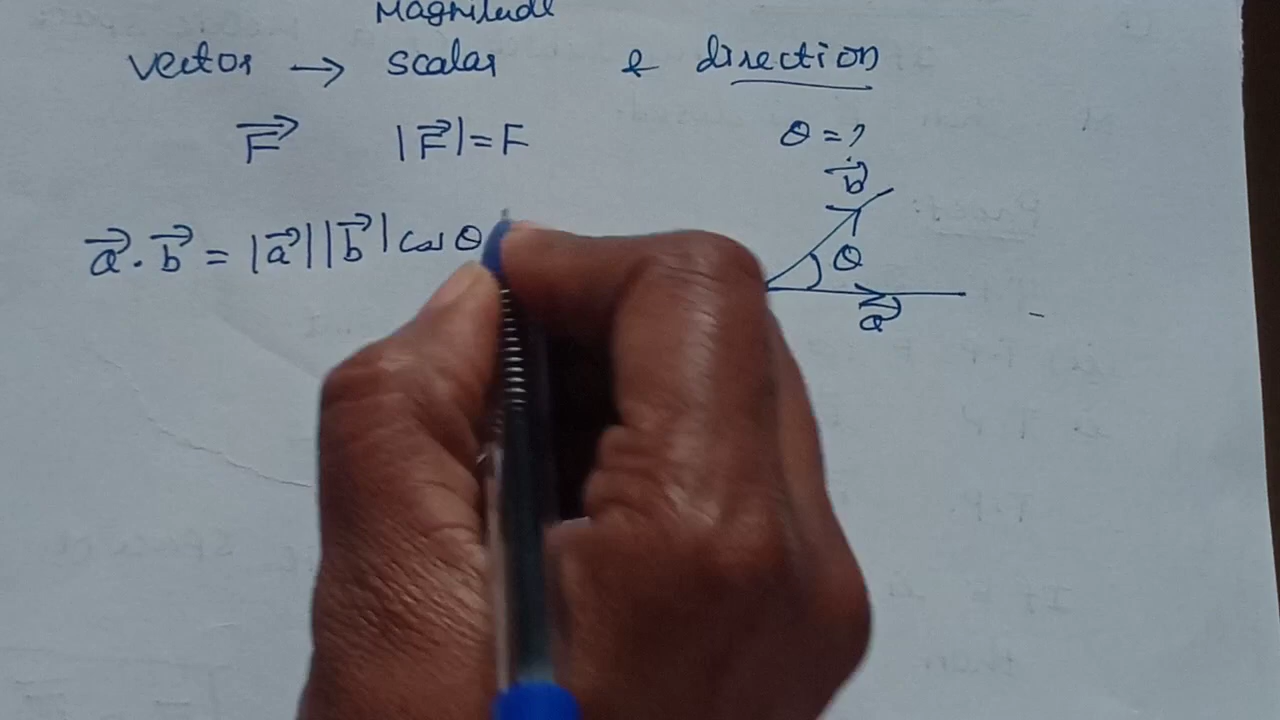 Magnitude
vector → scalar & direction
F⃗ |F⃗|=F θ=?
b⃗
a⃗.b⃗ = |a⃗||b⃗| cos θ
θ
a⃗